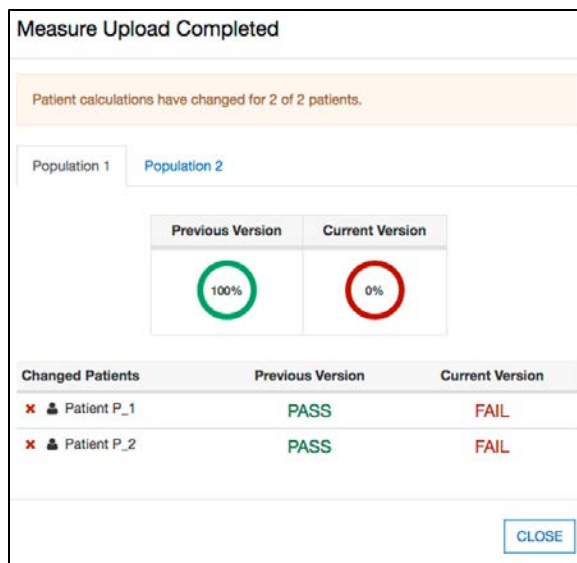 Measure Upload Completed
Patient calculations have changed for 2 of 2 patients.
Population 1 Population 2
Previous Version Current Version
100% 0%
Changed Patients Previous Version Current Version
Patient P_1 PASS FAIL
Patient P_2 PASS FAIL
CLOSE